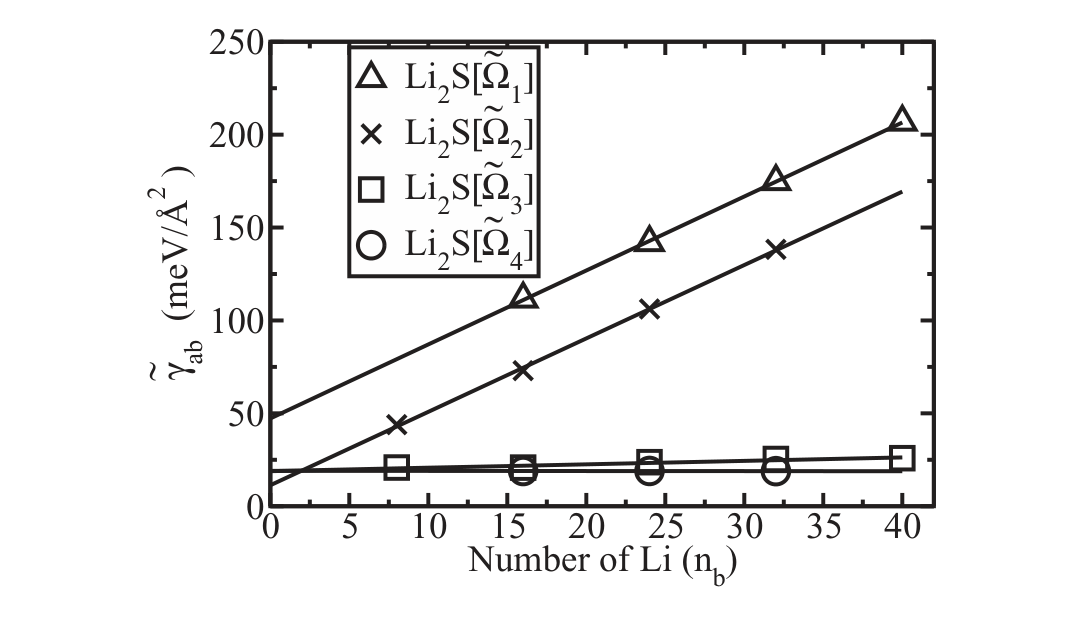 250
200
150
100
50
0
γ̃ab (meV/Å²)
Li₂S[Ω̃₁]
Li₂S[Ω̃₂]
Li₂S[Ω̃₃]
Li₂S[Ω̃₄]
0 5 10 15 20 25 30 35 40
Number of Li (n_b)